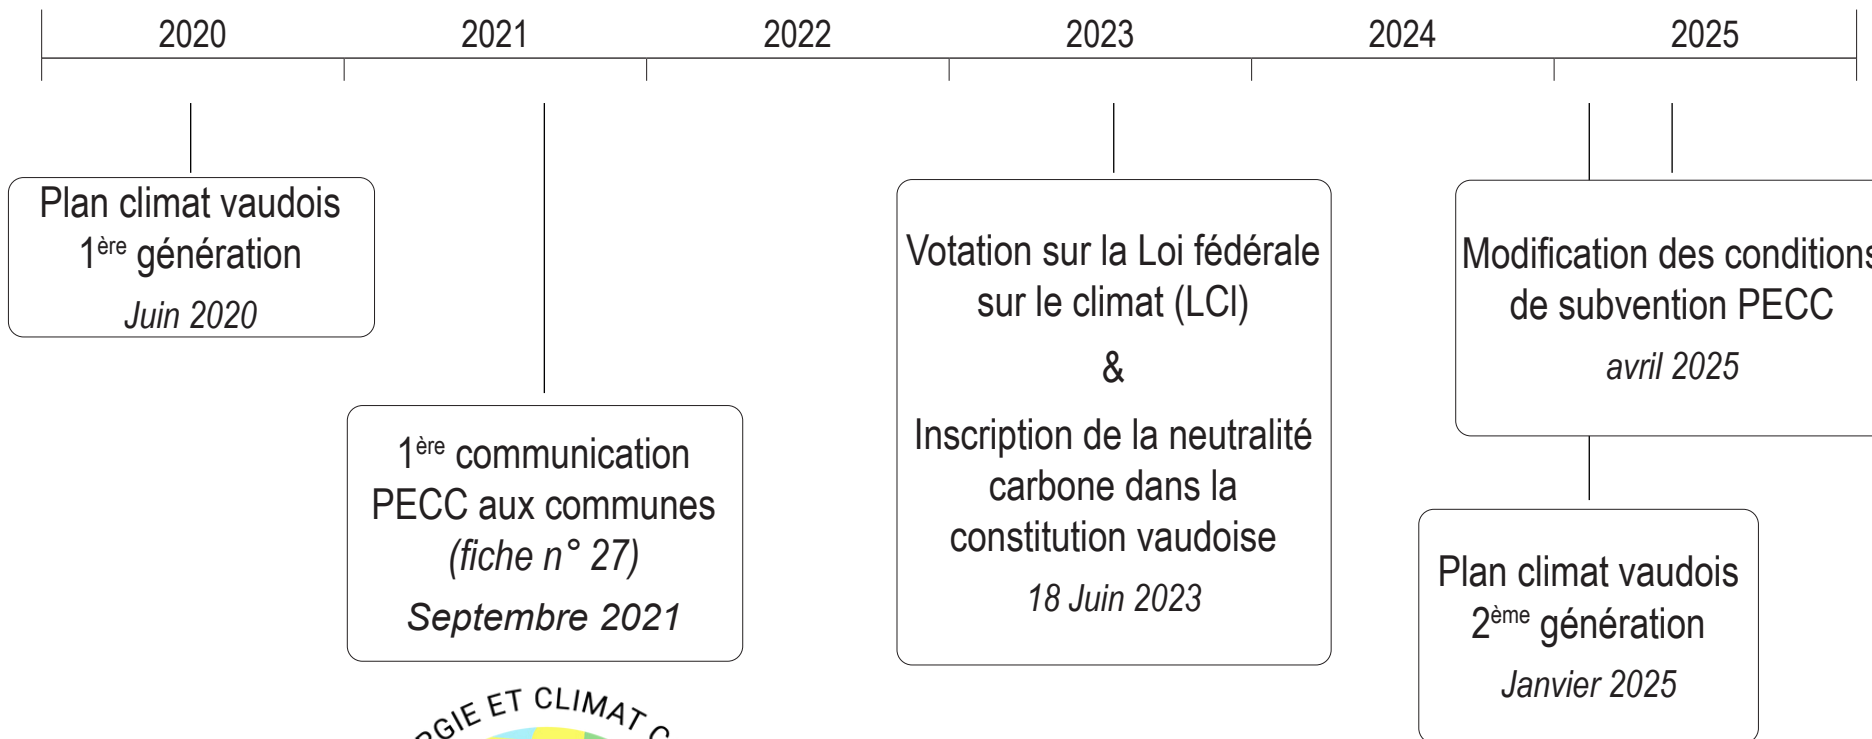 2020
2021
2022
2023
2024
2025
Plan climat vaudois
1ère génération
Juin 2020
1ère communication
PECC aux communes
(fiche n° 27)
Septembre 2021
Votation sur la Loi fédérale
sur le climat (LCl)
&
Inscription de la neutralité
carbone dans la
constitution vaudoise
18 Juin 2023
Modification des conditions
de subvention PECC
avril 2025
Plan climat vaudois
2ème génération
Janvier 2025
ET CLIMAT